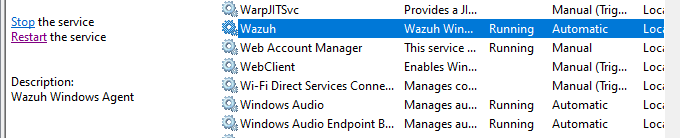 Stop the service
Restart the service
Description:
Wazuh Windows Agent
WarpJITSvc Provides a JI... Manual (Trig... Loca
Wazuh Wazuh Win... Running Automatic Loca
Web Account Manager This service ... Running Manual Loca
WebClient Enables Win... Manual (Trig... Loca
Wi-Fi Direct Services Conne... Manages co... Manual (Trig... Loca
Windows Audio Manages au... Running Automatic Loca
Windows Audio Endpoint B... Manages au... Running Automatic Loca